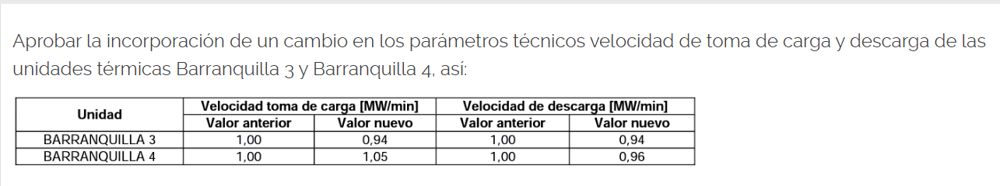 Aprobar la incorporación de un cambio en los parámetros técnicos velocidad de toma de carga y descarga de las
unidades térmicas Barranquilla 3 y Barranquilla 4, así:
Unidad Velocidad toma de carga [MW/min] Velocidad de descarga [MW/min]
Valor anterior Valor nuevo Valor anterior Valor nuevo
BARRANQUILLA 3 1,00 0,94 1,00 0,94
BARRANQUILLA 4 1,00 1,05 1,00 0,96